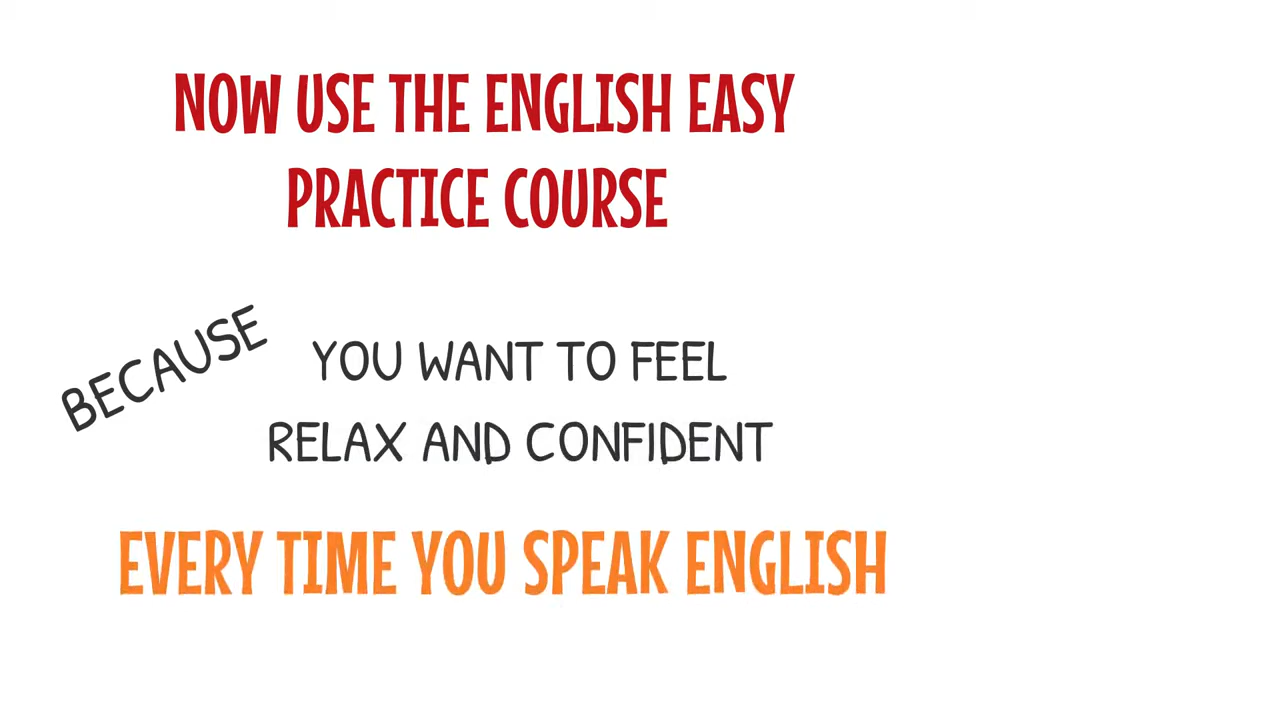 NOW USE THE ENGLISH EASY
PRACTICE COURSE
BECAUSE
YOU WANT TO FEEL
RELAX AND CONFIDENT
EVERY TIME YOU SPEAK ENGLISH